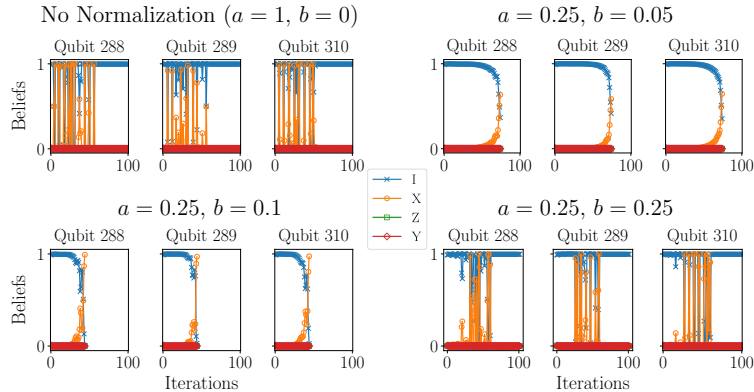 No Normalization (a = 1, b = 0)
Qubit 288 Qubit 289 Qubit 310
Beliefs
1
0
0 100 0 100 0 100
a = 0.25, b = 0.05
Qubit 288 Qubit 289 Qubit 310
1
0
0 100 0 100 0 100
I
X
Z
Y
a = 0.25, b = 0.1
Qubit 288 Qubit 289 Qubit 310
Beliefs
1
0
0 100 0 100 0 100
Iterations
a = 0.25, b = 0.25
Qubit 288 Qubit 289 Qubit 310
1
0
0 100 0 100 0 100
Iterations